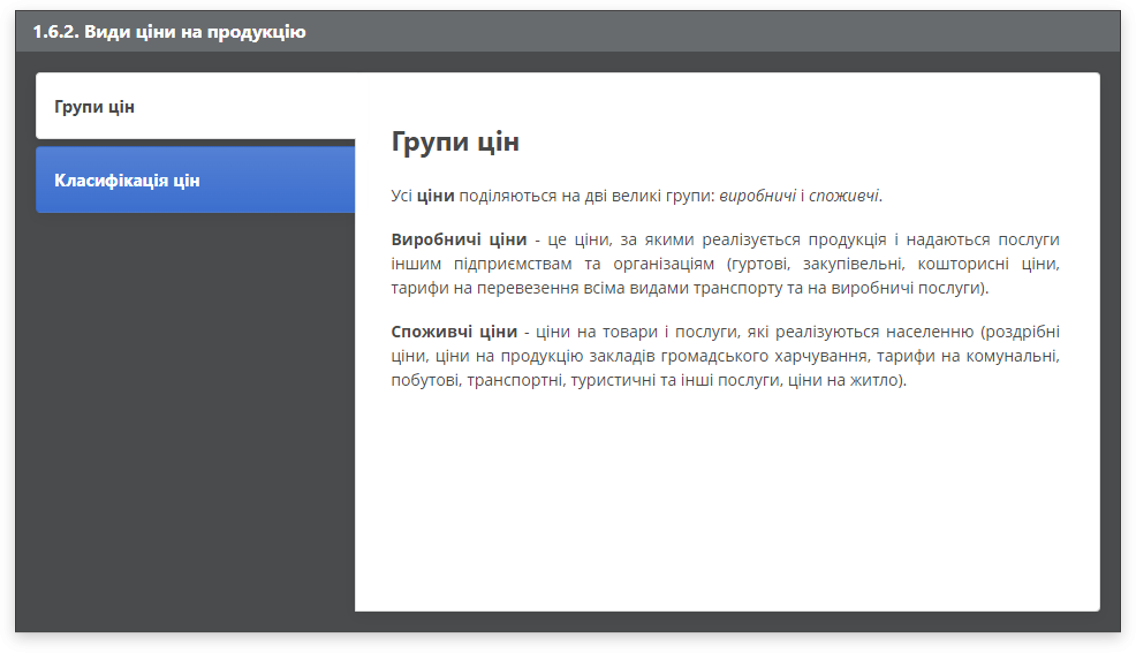 1.6.2. Види ціни на продукцію
Групи цін
Класифікація цін
Групи цін
Усі ціни поділяються на дві великі групи: виробничі і споживчі.
Виробничі ціни - це ціни, за якими реалізується продукція і надаються послуги
іншим підприємствам та організаціям (гуртові, закупівельні, кошторисні ціни,
тарифи на перевезення всіма видами транспорту та на виробничі послуги).
Споживчі ціни - ціни на товари і послуги, які реалізуються населенню (роздрібні
ціни, ціни на продукцію закладів громадського харчування, тарифи на комунальні,
побутові, транспортні, туристичні та інші послуги, ціни на житло).